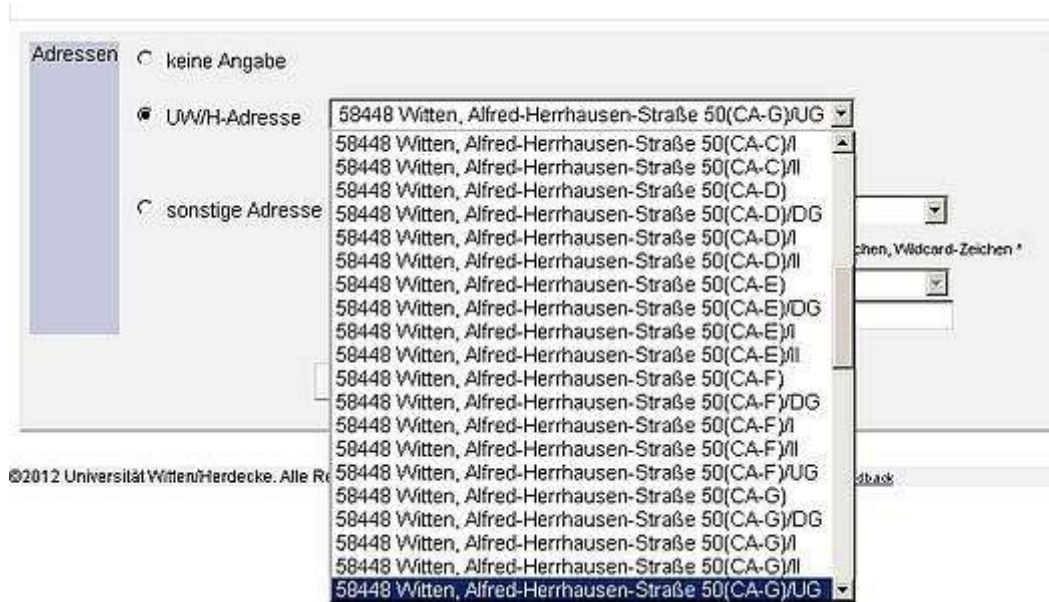 Adressen
keine Angabe
UW/H-Adresse
58448 Witten, Alfred-Herrhausen-Straße 50(CA-G)/UG
58448 Witten, Alfred-Herrhausen-Straße 50(CA-C)/I
58448 Witten, Alfred-Herrhausen-Straße 50(CA-C)/II
58448 Witten, Alfred-Herrhausen-Straße 50(CA-D)
sonstige Adresse
58448 Witten, Alfred-Herrhausen-Straße 50(CA-D)/DG
58448 Witten, Alfred-Herrhausen-Straße 50(CA-D)/I
chen, Wildcard-Zeichen *
58448 Witten, Alfred-Herrhausen-Straße 50(CA-D)/II
58448 Witten, Alfred-Herrhausen-Straße 50(CA-E)
58448 Witten, Alfred-Herrhausen-Straße 50(CA-E)/DG
58448 Witten, Alfred-Herrhausen-Straße 50(CA-E)/I
58448 Witten, Alfred-Herrhausen-Straße 50(CA-E)/II
58448 Witten, Alfred-Herrhausen-Straße 50(CA-F)
58448 Witten, Alfred-Herrhausen-Straße 50(CA-F)/DG
58448 Witten, Alfred-Herrhausen-Straße 50(CA-F)/I
58448 Witten, Alfred-Herrhausen-Straße 50(CA-F)/II
58448 Witten, Alfred-Herrhausen-Straße 50(CA-F)/UG
58448 Witten, Alfred-Herrhausen-Straße 50(CA-G)
58448 Witten, Alfred-Herrhausen-Straße 50(CA-G)/DG
58448 Witten, Alfred-Herrhausen-Straße 50(CA-G)/I
58448 Witten, Alfred-Herrhausen-Straße 50(CA-G)/II
58448 Witten, Alfred-Herrhausen-Straße 50(CA-G)/UG
©2012 Universität Witten/Herdecke. Alle Re
dback